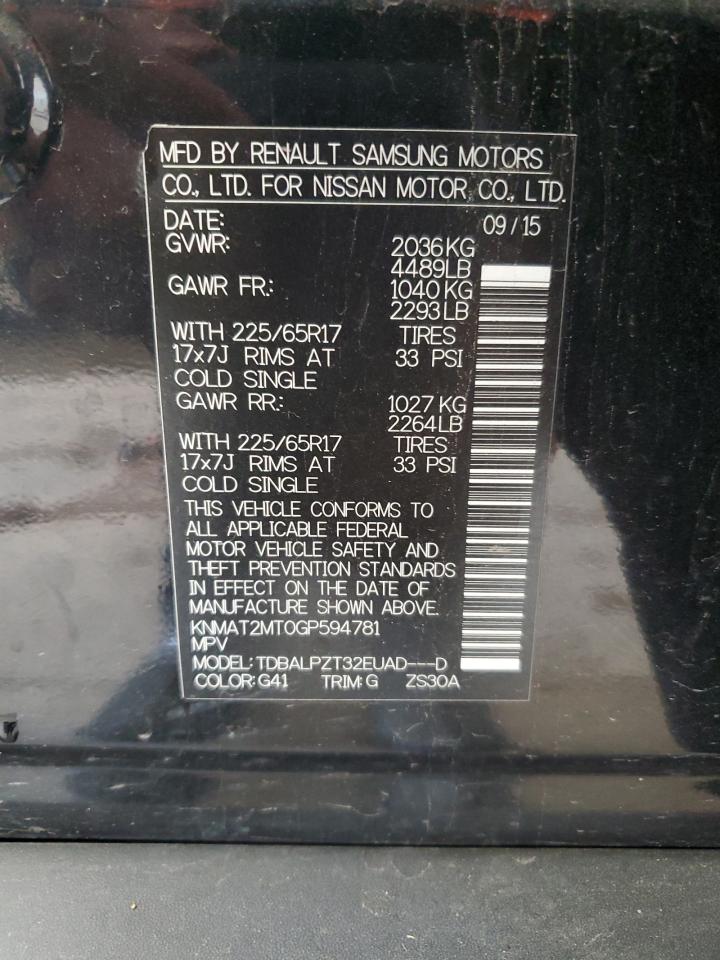 MFD BY RENAULT SAMSUNG MOTORS
CO., LTD. FOR NISSAN MOTOR CO., LTD.
DATE: 09 / 15
GVWR: 2036 KG
4489LB
GAWR FR.: 1040 KG
2293 LB
WITH 225/65R17 TIRES
17x7J RIMS AT 33 PSI
COLD SINGLE
GAWR RR.: 1027 KG
2264 LB
WITH 225/65R17 TIRES
17x7J RIMS AT 33 PSI
COLD SINGLE
THIS VEHICLE CONFORMS TO
ALL APPLICABLE FEDERAL
MOTOR VEHICLE SAFETY AND
THEFT PREVENTION STANDARDS
IN EFFECT ON THE DATE OF
MANUFACTURE SHOWN ABOVE.
KNMAT2MT0GP594781
MPV
MODEL: TDBALPZT32EUAD---D
COLOR: G41 TRIM: G ZS30A